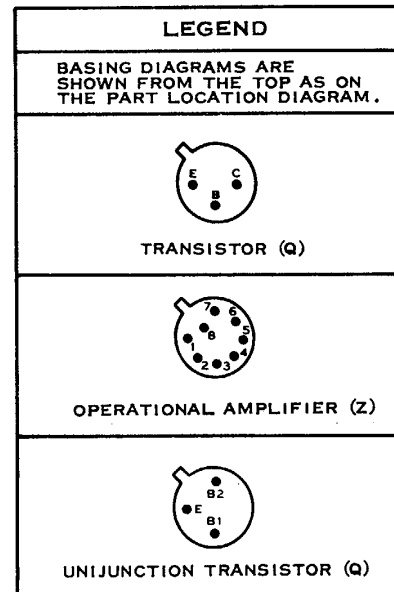 LEGEND
BASING DIAGRAMS ARE
SHOWN FROM THE TOP AS ON
THE PART LOCATION DIAGRAM.
E C
B
TRANSISTOR (Q)
7 6
8 5
1 4
2 3
OPERATIONAL AMPLIFIER (Z)
B2
E
B1
UNIJUNCTION TRANSISTOR (Q)